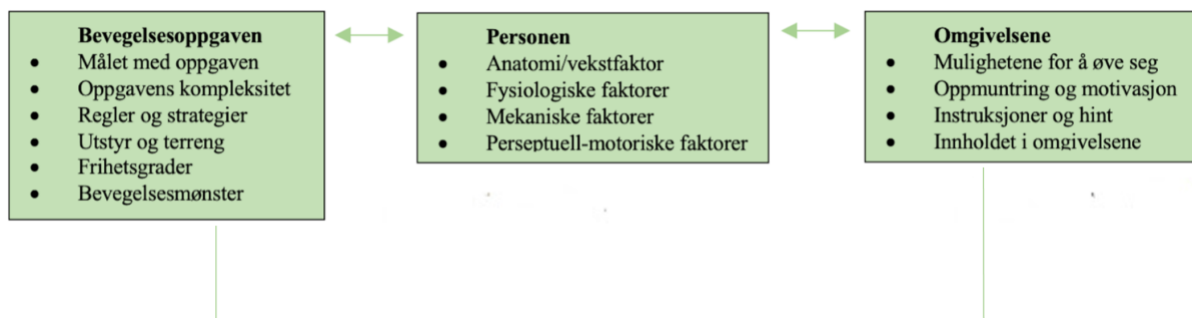 Bevegelsesoppgaven
• Målet med oppgaven
• Oppgavens kompleksitet
• Regler og strategier
• Utstyr og terreng
• Frihetsgrader
• Bevegelsesmønster
Personen
• Anatomi/vekstfaktor
• Fysiologiske faktorer
• Mekaniske faktorer
• Perseptuell-motoriske faktorer
Omgivelsene
• Mulighetene for å øve seg
• Oppmuntring og motivasjon
• Instruksjoner og hint
• Innholdet i omgivelsene